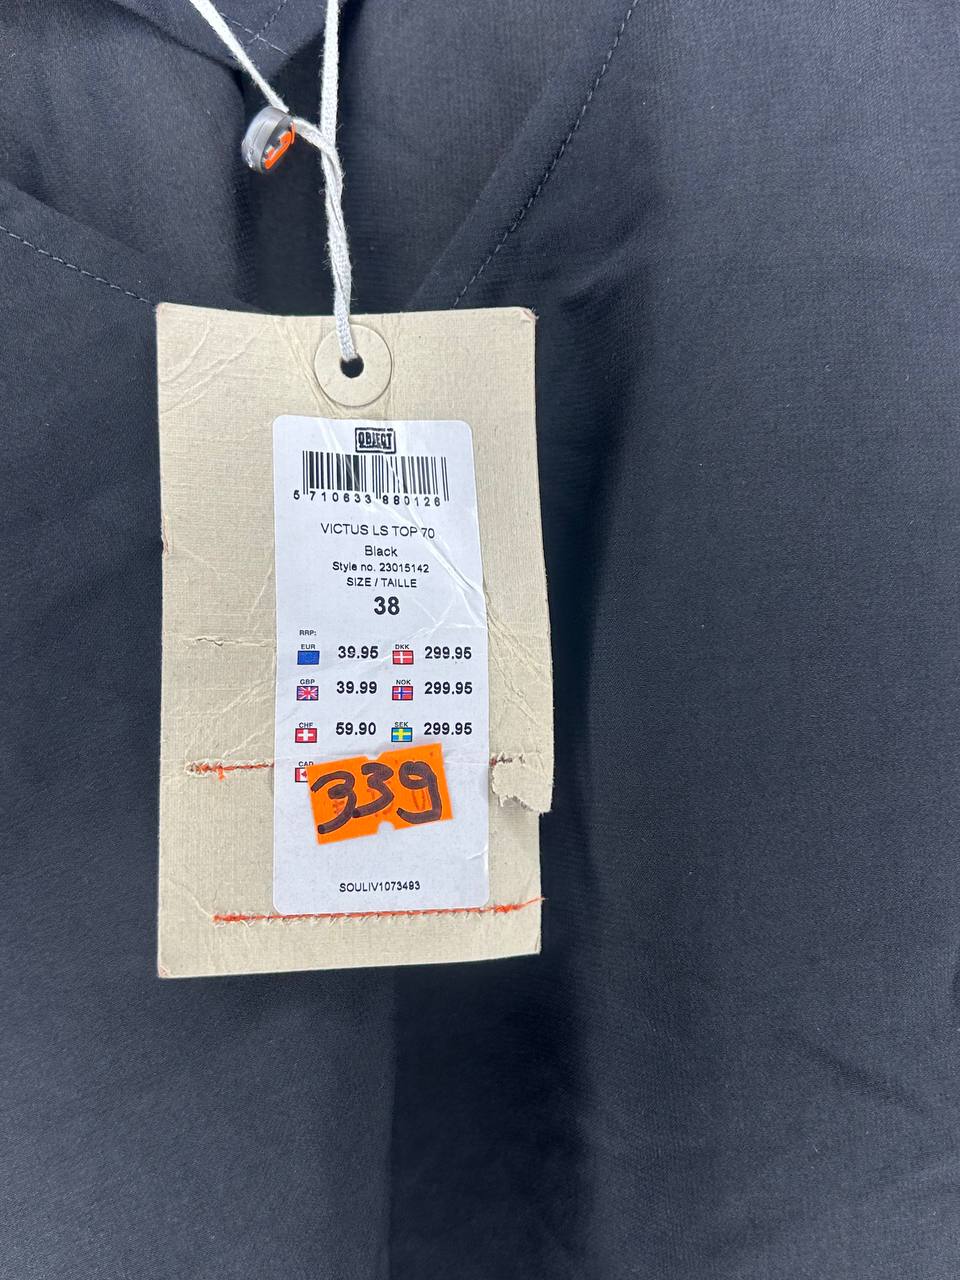 OBJECT
5 710633 880126
VICTUS LS TOP 70
Black
Style no. 23015142
SIZE / TAILLE
38
RRP:
EUR 39.95 DKK 299.95
GBP 39.99 NOK 299.95
CHF 59.90 SEK 299.95
CAD
339
SOULIV1073493